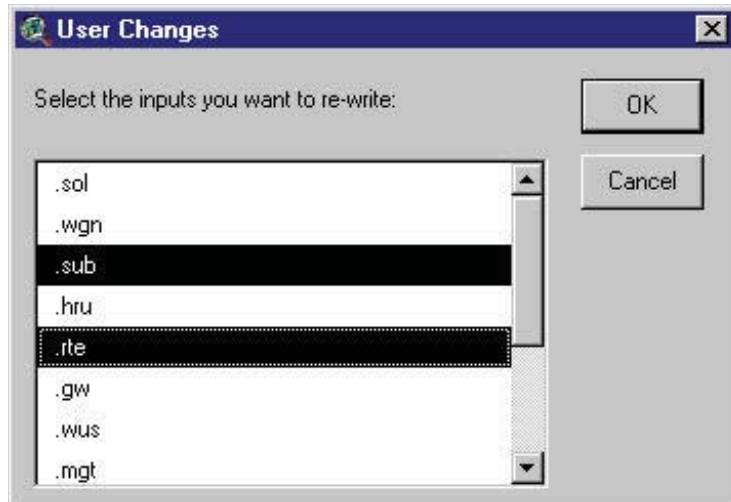 User Changes
Select the inputs you want to re-write:
OK
Cancel
.sol
.wgn
.sub
.hru
.rte
.gw
.wus
.mgt